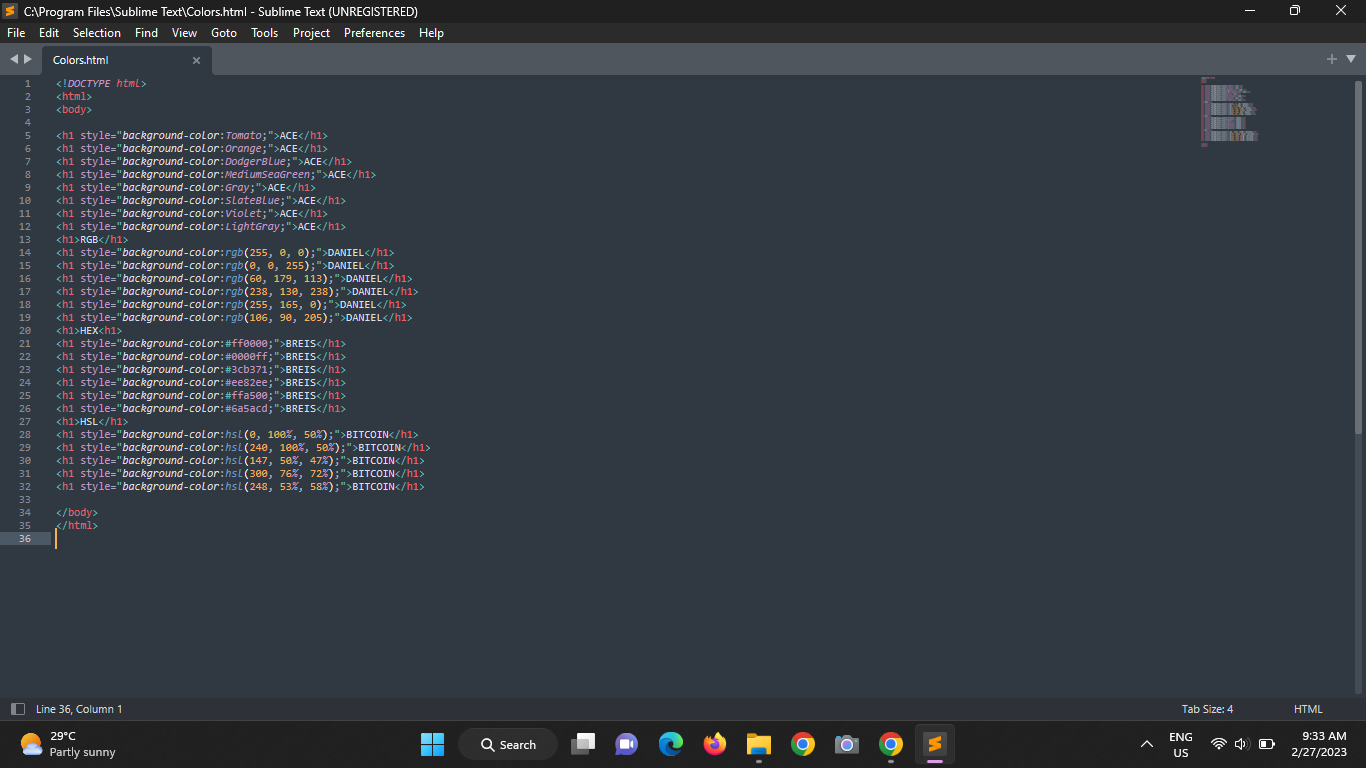 C:\Program Files\Sublime Text\Colors.html - Sublime Text (UNREGISTERED)
File Edit Selection Find View Goto Tools Project Preferences Help
Colors.html
1 <!DOCTYPE html>
2 <html>
3 <body>
4
5 <h1 style="background-color:Tomato;">ACE</h1>
6 <h1 style="background-color:Orange;">ACE</h1>
7 <h1 style="background-color:DodgerBlue;">ACE</h1>
8 <h1 style="background-color:MediumSeaGreen;">ACE</h1>
9 <h1 style="background-color:Gray;">ACE</h1>
10 <h1 style="background-color:SlateBlue;">ACE</h1>
11 <h1 style="background-color:Violet;">ACE</h1>
12 <h1 style="background-color:LightGray;">ACE</h1>
13 <h1>RGB</h1>
14 <h1 style="background-color:rgb(255, 0, 0);">DANIEL</h1>
15 <h1 style="background-color:rgb(0, 0, 255);">DANIEL</h1>
16 <h1 style="background-color:rgb(60, 179, 113);">DANIEL</h1>
17 <h1 style="background-color:rgb(238, 130, 238);">DANIEL</h1>
18 <h1 style="background-color:rgb(255, 165, 0);">DANIEL</h1>
19 <h1 style="background-color:rgb(106, 90, 205);">DANIEL</h1>
20 <h1>HEX<h1>
21 <h1 style="background-color:#ff0000;">BREIS</h1>
22 <h1 style="background-color:#0000ff;">BREIS</h1>
23 <h1 style="background-color:#3cb371;">BREIS</h1>
24 <h1 style="background-color:#ee82ee;">BREIS</h1>
25 <h1 style="background-color:#ffa500;">BREIS</h1>
26 <h1 style="background-color:#6a5acd;">BREIS</h1>
27 <h1>HSL</h1>
28 <h1 style="background-color:hsl(0, 100%, 50%);">BITCOIN</h1>
29 <h1 style="background-color:hsl(240, 100%, 50%);">BITCOIN</h1>
30 <h1 style="background-color:hsl(147, 50%, 47%);">BITCOIN</h1>
31 <h1 style="background-color:hsl(300, 76%, 72%);">BITCOIN</h1>
32 <h1 style="background-color:hsl(248, 53%, 58%);">BITCOIN</h1>
33
34 </body>
35 </html>
36
Line 36, Column 1
Tab Size: 4
HTML
29°C
Partly sunny
Search
ENG
US
9:33 AM
2/27/2023